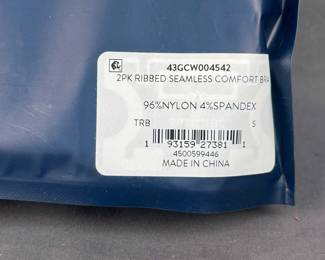 43GCW004542
2PK RIBBED SEAMLESS COMFORT BRA
96%NYLON 4%SPANDEX
TRB S
1 93159 27381 1
4500599446
MADE IN CHINA